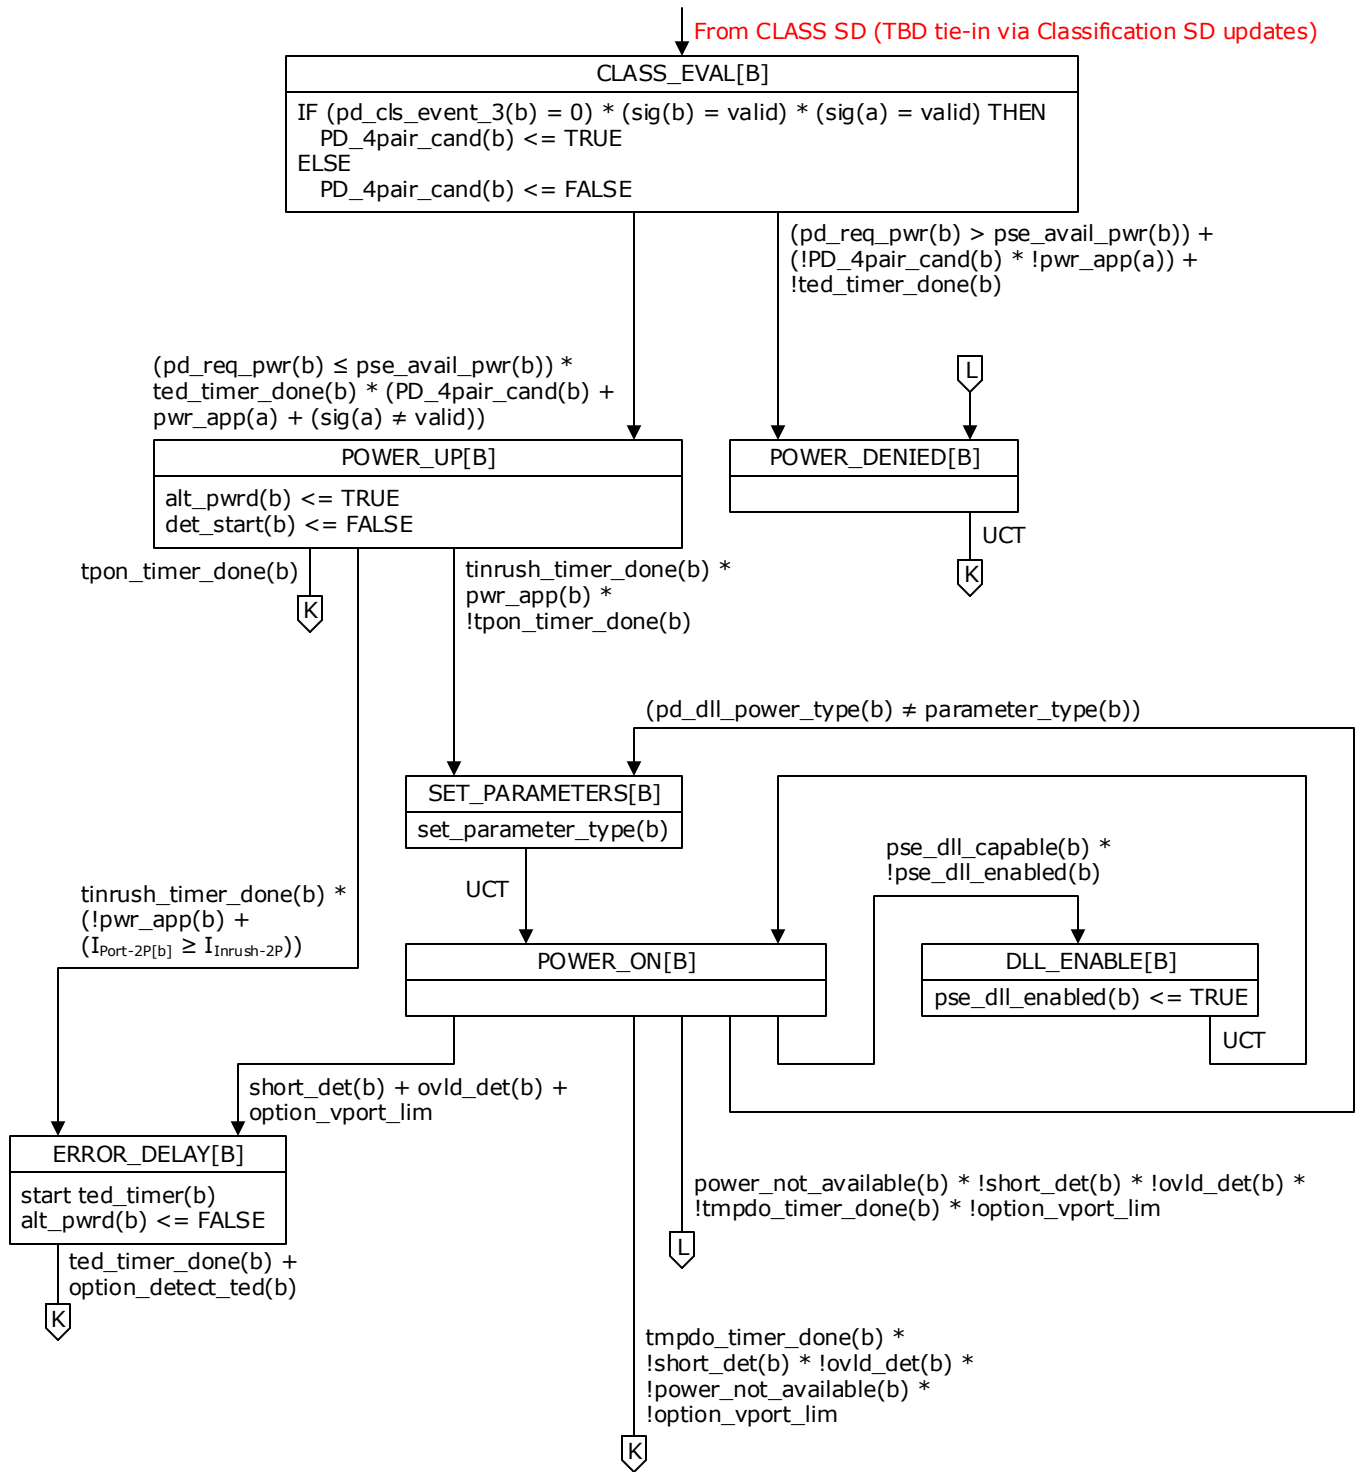 From CLASS SD (TBD tie-in via Classification SD updates)
CLASS_EVAL[B]
IF (pd_cls_event_3(b) = 0) * (sig(b) = valid) * (sig(a) = valid) THEN
PD_4pair_cand(b) <= TRUE
ELSE
PD_4pair_cand(b) <= FALSE
(pd_req_pwr(b) > pse_avail_pwr(b)) +
(!PD_4pair_cand(b) * !pwr_app(a)) +
!ted_timer_done(b)
(pd_req_pwr(b) ≤ pse_avail_pwr(b)) *
ted_timer_done(b) * (PD_4pair_cand(b) +
pwr_app(a) + (sig(a) ≠ valid))
L
POWER_UP[B]
alt_pwrd(b) <= TRUE
det_start(b) <= FALSE
POWER_DENIED[B]
UCT
K
tpon_timer_done(b)
K
tinrush_timer_done(b) *
pwr_app(b) *
!tpon_timer_done(b)
(pd_dll_power_type(b) ≠ parameter_type(b))
SET_PARAMETERS[B]
set_parameter_type(b)
UCT
pse_dll_capable(b) *
!pse_dll_enabled(b)
tinrush_timer_done(b) *
(!pwr_app(b) +
(IPort-2P[b] ≥ IInrush-2P))
POWER_ON[B]
DLL_ENABLE[B]
pse_dll_enabled(b) <= TRUE
UCT
short_det(b) + ovld_det(b) +
option_vport_lim
ERROR_DELAY[B]
start ted_timer(b)
alt_pwrd(b) <= FALSE
ted_timer_done(b) +
option_detect_ted(b)
K
power_not_available(b) * !short_det(b) * !ovld_det(b) *
!tmpdo_timer_done(b) * !option_vport_lim
L
tmpdo_timer_done(b) *
!short_det(b) * !ovld_det(b) *
!power_not_available(b) *
!option_vport_lim
K